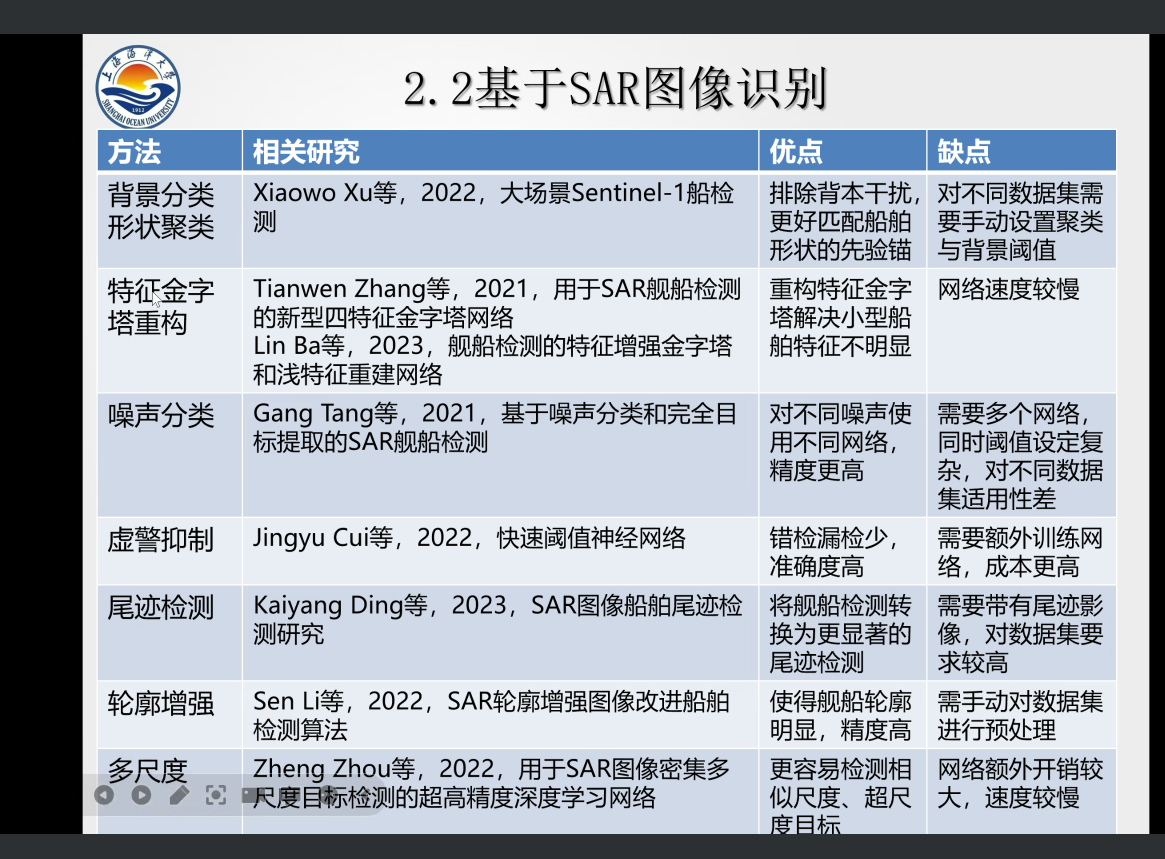 上海海洋大学
SHANGHAI OCEAN UNIVERSITY
1912
2.2基于SAR图像识别
方法
相关研究
优点
缺点
背景分类
形状聚类
Xiaowo Xu等，2022，大场景Sentinel-1船检
测
排除背本干扰，
更好匹配船舶
形状的先验锚
对不同数据集需
要手动设置聚类
与背景阈值
特征金字
塔重构
Tianwen Zhang等，2021，用于SAR舰船检测
的新型四特征金字塔网络
Lin Ba等，2023，舰船检测的特征增强金字塔
和浅特征重建网络
重构特征金字
塔解决小型船
舶特征不明显
网络速度较慢
噪声分类
Gang Tang等，2021，基于噪声分类和完全目
标提取的SAR舰船检测
对不同噪声使
用不同网络，
精度更高
需要多个网络，
同时阈值设定复
杂，对不同数据
集适用性差
虚警抑制
Jingyu Cui等，2022，快速阈值神经网络
错检漏检少，
准确度高
需要额外训练网
络，成本更高
尾迹检测
Kaiyang Ding等，2023，SAR图像船舶尾迹检
测研究
将舰船检测转
换为更显著的
尾迹检测
需要带有尾迹影
像，对数据集要
求较高
轮廓增强
Sen Li等，2022，SAR轮廓增强图像改进船舶
检测算法
使得舰船轮廓
明显，精度高
需手动对数据集
进行预处理
多尺度
Zheng Zhou等，2022，用于SAR图像密集多
尺度目标检测的超高精度深度学习网络
更容易检测相
似尺度、超尺
度目标
网络额外开销较
大，速度较慢